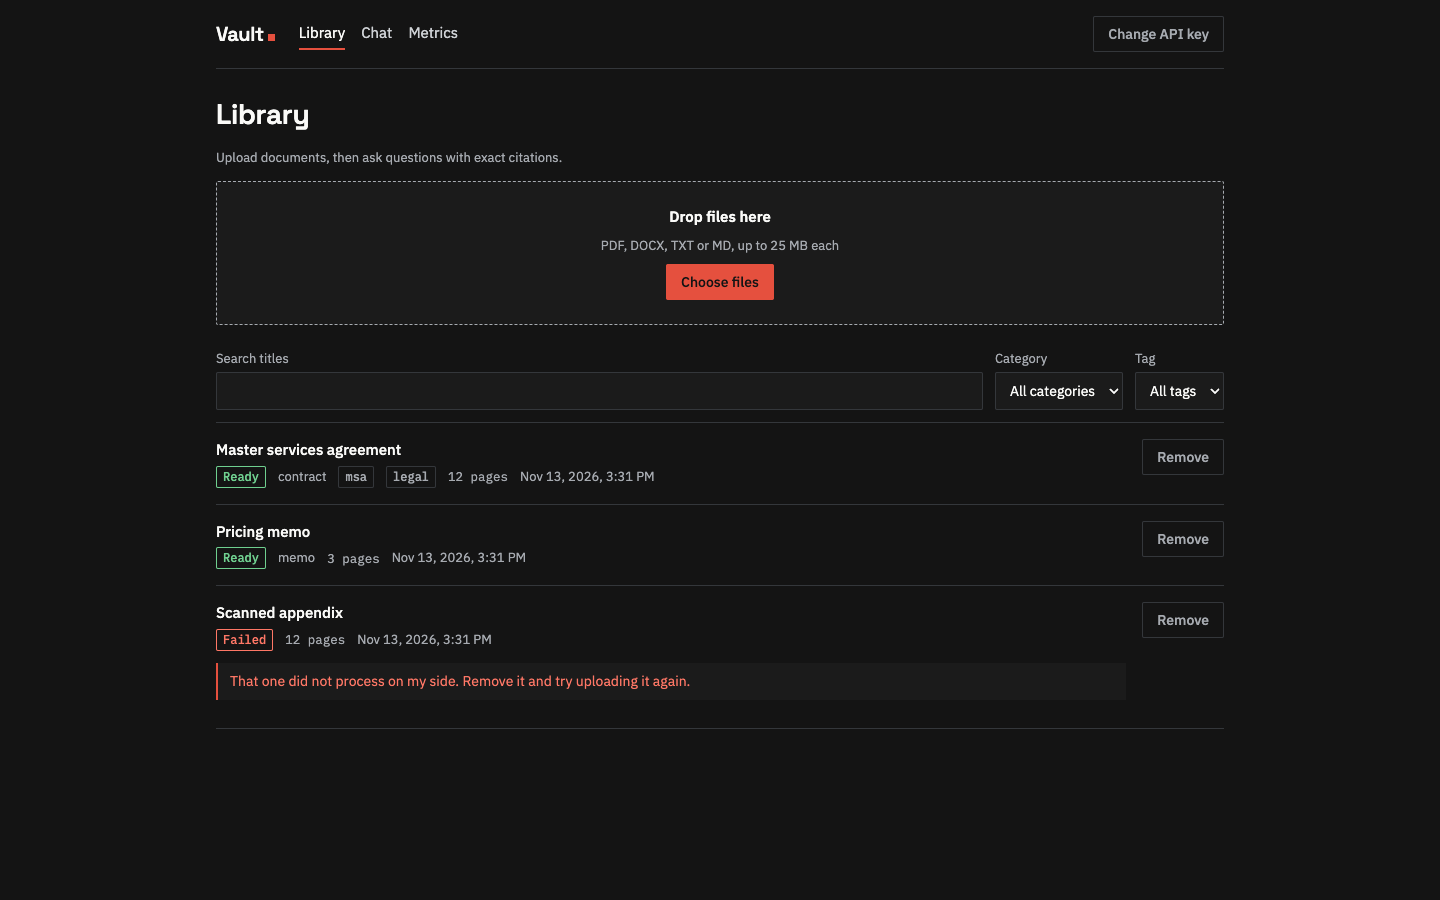 Vault Library Chat Metrics Change API key
Library
Upload documents, then ask questions with exact citations.
Drop files here
PDF, DOCX, TXT or MD, up to 25 MB each
Choose files
Search titles Category Tag
All categories All tags
Master services agreement
Ready contract msa legal 12 pages Nov 13, 2026, 3:31 PM Remove
Pricing memo
Ready memo 3 pages Nov 13, 2026, 3:31 PM Remove
Scanned appendix
Failed 12 pages Nov 13, 2026, 3:31 PM Remove
That one did not process on my side. Remove it and try uploading it again.